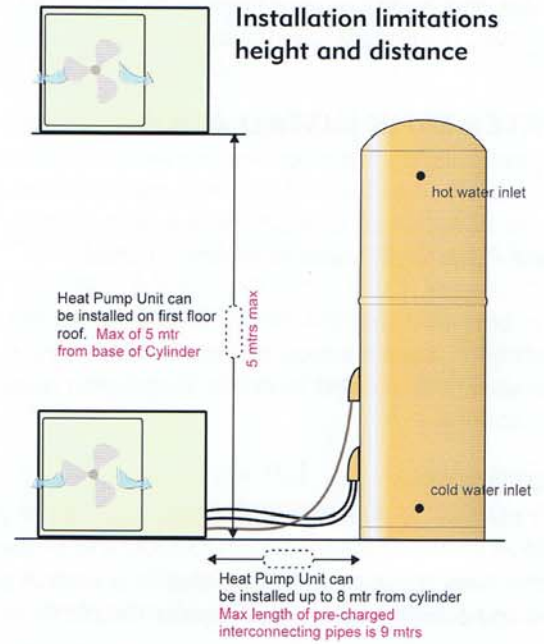 Installation limitations
height and distance
hot water inlet
Heat Pump Unit can
be installed on first floor
roof. Max of 5 mtr
from base of Cylinder
5 mtrs max
cold water inlet
Heat Pump Unit can
be installed up to 8 mtr from cylinder
Max length of pre-charged
interconnecting pipes is 9 mtrs